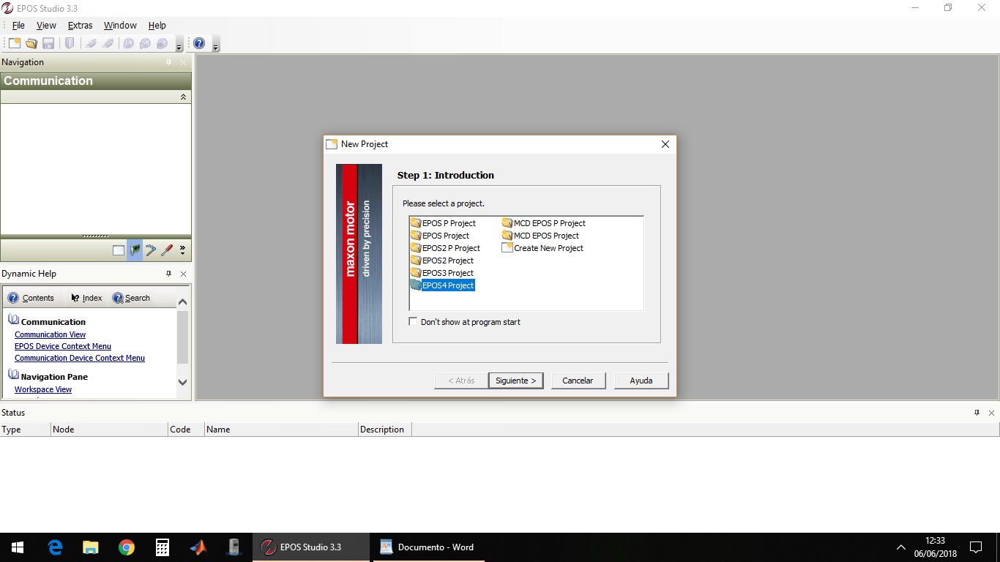 EPOS Studio 3.3
File View Extras Window Help
Navigation
Communication
New Project
maxon motor
driven by precision
Step 1: Introduction
Please select a project.
EPOS P Project MCD EPOS P Project
EPOS Project MCD EPOS Project
EPOS2 P Project Create New Project
EPOS2 Project
EPOS3 Project
EPOS4 Project
Don't show at program start
< Atrás Siguiente > Cancelar Ayuda
Dynamic Help
Contents Index Search
Communication
Communication View
EPOS Device Context Menu
Communication Device Context Menu
Navigation Pane
Workspace View
Status
Type Node Code Name Description
EPOS Studio 3.3 Documento - Word
12:33
06/06/2018